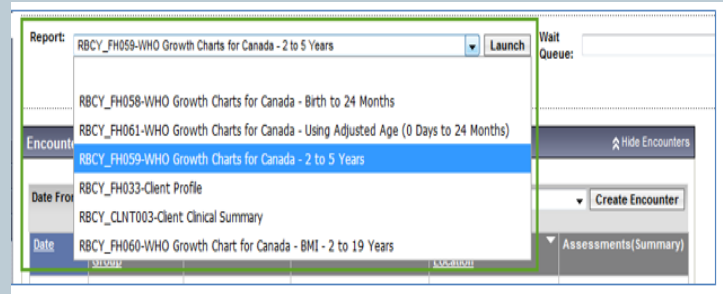 Report:
RBCY_FH059-WHO Growth Charts for Canada - 2 to 5 Years
Launch
Wait
Queue:
RBCY_FH058-WHO Growth Charts for Canada - Birth to 24 Months
RBCY_FH061-WHO Growth Charts for Canada - Using Adjusted Age (0 Days to 24 Months)
Encount
Hide Encounters
RBCY_FH059-WHO Growth Charts for Canada - 2 to 5 Years
RBCY_FH033-Client Profile
Date Fro
Create Encounter
RBCY_CLNT003-Client Clinical Summary
RBCY_FH060-WHO Growth Chart for Canada - BMI - 2 to 19 Years
Date
Group
Location
Assessments(Summary)